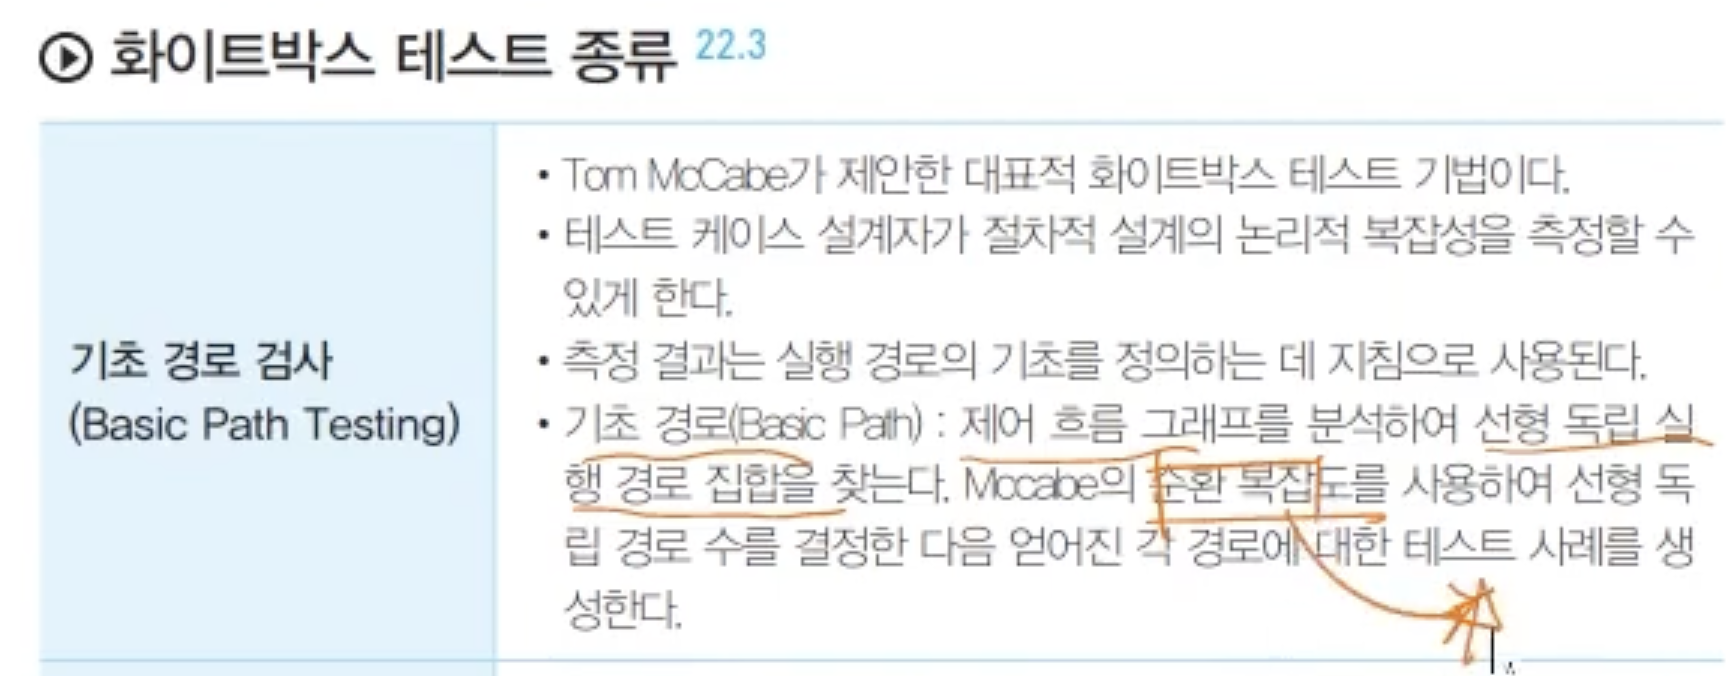 화이트박스 테스트 종류 22.3
기초 경로 검사
(Basic Path Testing)
• Tom McCabe가 제안한 대표적 화이트박스 테스트 기법이다.
• 테스트 케이스 설계자가 절차적 설계의 논리적 복잡성을 측정할 수
있게 한다.
• 측정 결과는 실행 경로의 기초를 정의하는 데 지침으로 사용된다.
• 기초 경로(Basic Path) : 제어 흐름 그래프를 분석하여 선형 독립 실
행 경로 집합을 찾는다. Mccabe의 순환 복잡도를 사용하여 선형 독
립 경로 수를 결정한 다음 얻어진 각 경로에 대한 테스트 사례를 생
성한다.